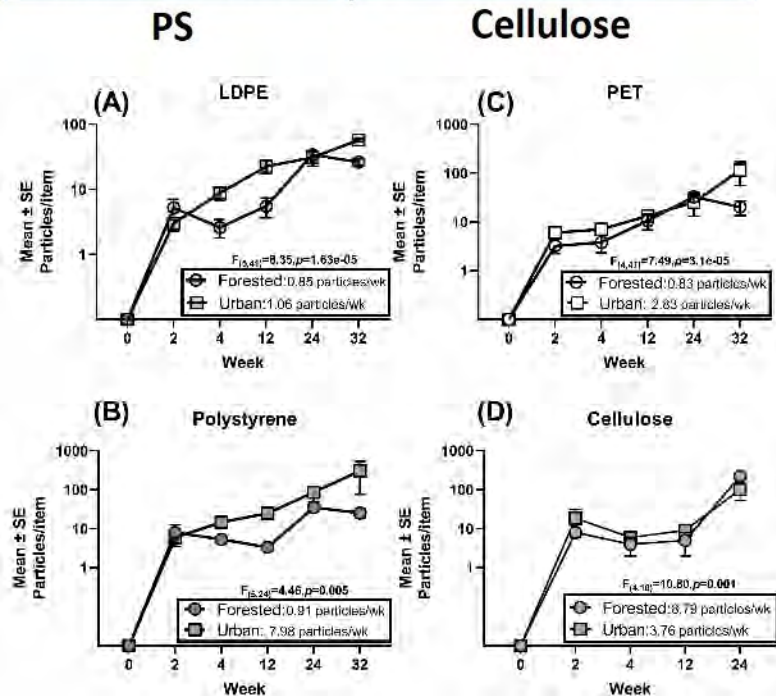 PS Cellulose
(A) LDPE
100
10
1
Mean ± SE
Particles/Item
F(5,41)=8.35,p=1.63e-05
Forested:0.85 particles/wk
Urban:1.06 particles/wk
0 2 4 12 24 32
Week
(C) PET
1000
100
10
1
Mean ± SE
Particles/Item
F(4,47)=7.49,p=3.1e-05
Forested:0.83 particles/wk
Urban: 2.83 particles/wk
0 2 4 12 24 32
Week
(B) Polystyrene
1000
100
10
1
Mean ± SE
Particles/Item
F(5,24)=4.46,p=0.005
Forested:0.91 particles/wk
Urban: 7.98 particles/wk
0 2 4 12 24 32
Week
(D) Cellulose
1000
100
10
1
Mean ± SE
Particles/Item
p=0.001
Forested:8.79 particles/wk
Urban:3.76 particles/wk
0 2 4 12 24
Week